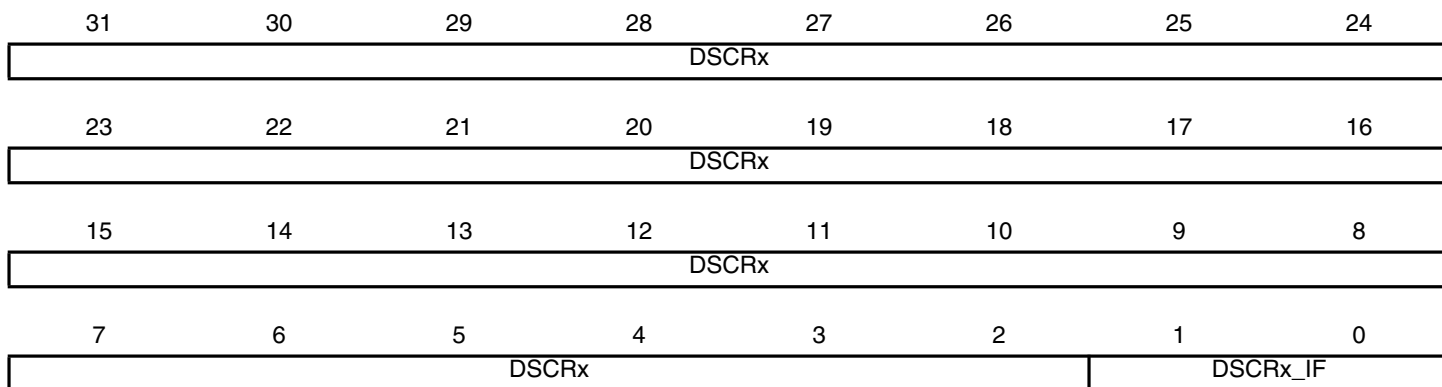 31 30 29 28 27 26 25 24
DSCRx
23 22 21 20 19 18 17 16
DSCRx
15 14 13 12 11 10 9 8
DSCRx
7 6 5 4 3 2 1 0
DSCRx DSCRx_IF